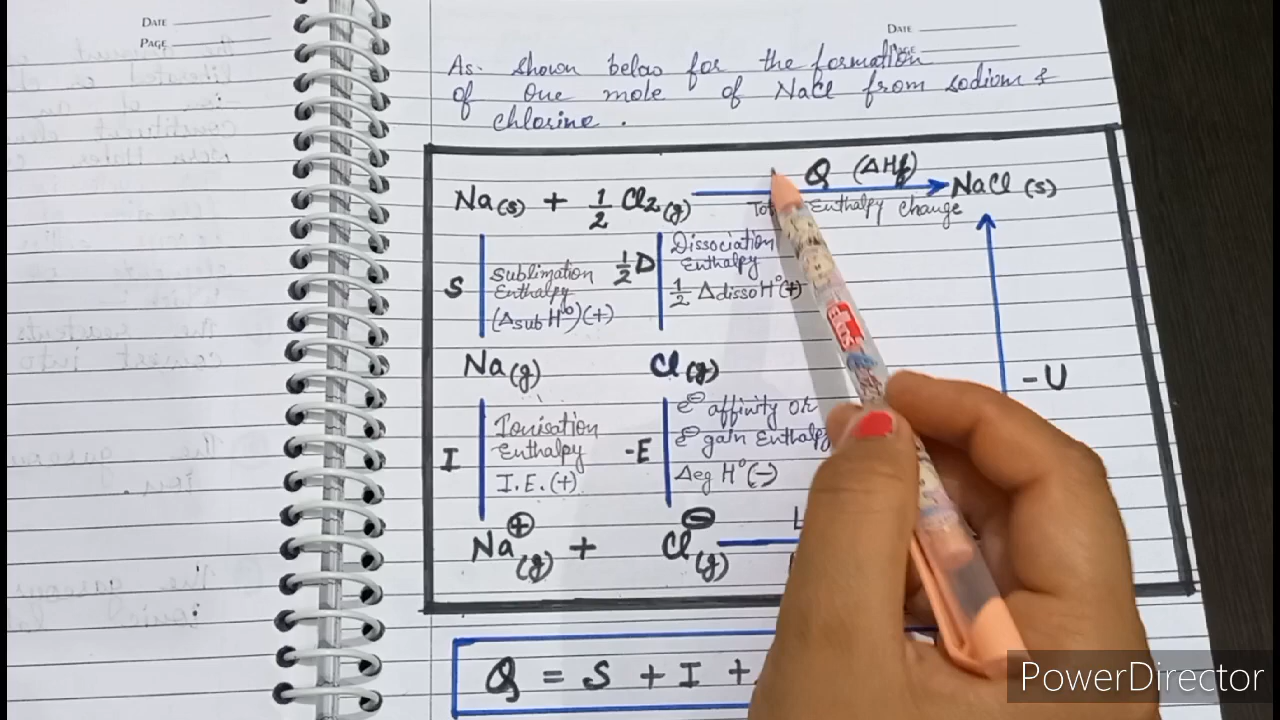 DATE
PAGE
DATE
PAGE
As shown below for the formation
of One mole of NaCl from sodium &
chlorine.
Na(s) + 1/2 Cl2(g) Q (ΔHf) NaCl (s)
Enthalpy change
S Sublimation Enthalpy (ΔsubH°)(+)
1/2 D Dissociation Enthalpy 1/2 ΔdissoH°(+)
Na(g) Cl(g)
-U
I Ionisation Enthalpy I.E.(+)
-E e⊖ affinity or e⊖ gain Enthalpy ΔegH°(-)
Na⊕(g) + Cl⊖(g)
Q = S + I +
PowerDirector